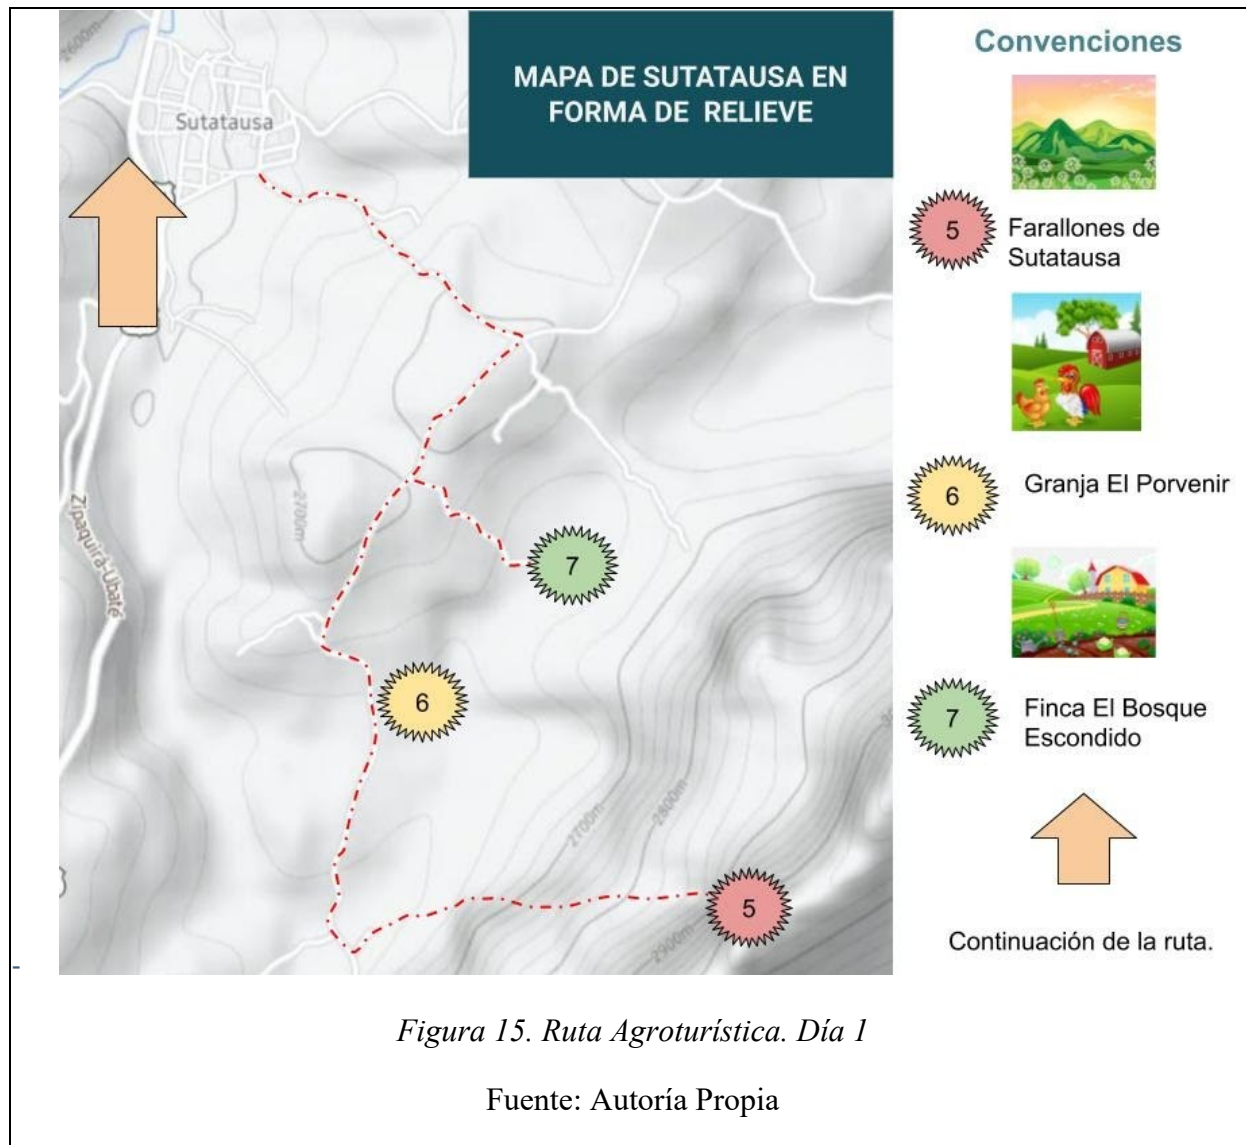 MAPA DE SUTATAUSA EN
FORMA DE RELIEVE
2600m
Sutatausa
2700m
Zipaquirá-Ubaté
7
6
2700m
2800m
5
2900m
Convenciones
5
Farallones de
Sutatausa
6
Granja El Porvenir
7
Finca El Bosque
Escondido
Continuación de la ruta.
-
Figura 15. Ruta Agroturística. Día 1
Fuente: Autoría Propia